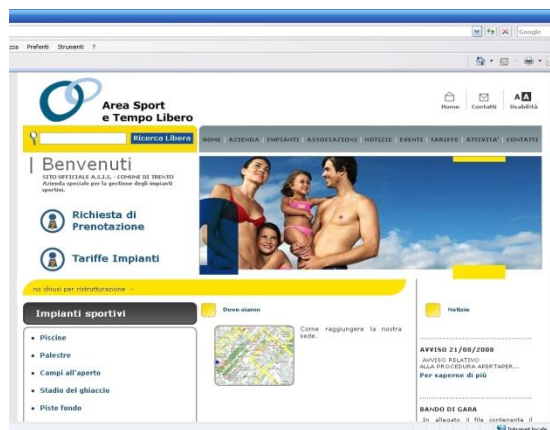 Google
Preferiti Strumenti ?
Area Sport
e Tempo Libero
Home Contatti Usabilità
Ricerca Libera
HOME AZIENDA IMPIANTI ASSOCIAZIONI NOTIZIE EVENTI TARIFFE ATTIVITA' CONTATTI
Benvenuti
SITO UFFICIALE A.S.I.S. - COMUNE DI TRENTO
Azienda speciale per la gestione degli impianti
sportivi.
Richiesta di
Prenotazione
Tariffe Impianti
no chiusi per ristrutturazione -
Impianti sportivi
Dove siamo
Notizie
Come raggiungere la nostra
sede.
• Piscine
• Palestre
• Campi all'aperto
• Stadio del ghiaccio
• Piste fondo
AVVISO 21/08/2008
AVVISO RELATIVO
ALLA PROCEDURA APERTAPER...
Per saperne di più
BANDO DI GARA
In allegato il file contenente il
Intranet locale